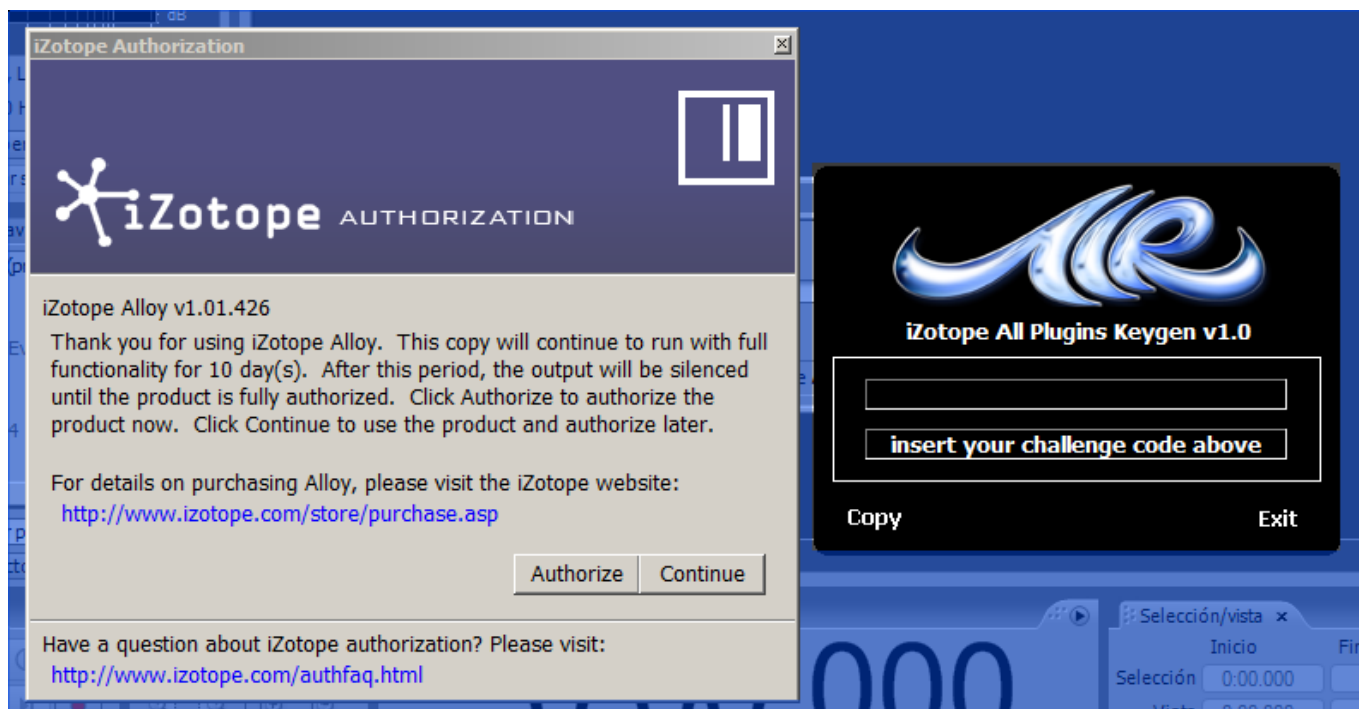 dB
iZotope Authorization
iZotope AUTHORIZATION
iZotope Alloy v1.01.426
Thank you for using iZotope Alloy. This copy will continue to run with full
functionality for 10 day(s). After this period, the output will be silenced
until the product is fully authorized. Click Authorize to authorize the
product now. Click Continue to use the product and authorize later.
For details on purchasing Alloy, please visit the iZotope website:
http://www.izotope.com/store/purchase.asp
Authorize Continue
Have a question about iZotope authorization? Please visit:
http://www.izotope.com/authfaq.html
iZotope All Plugins Keygen v1.0
insert your challenge code above
Copy Exit
Selección/vista x
Inicio
Selección 0:00.000